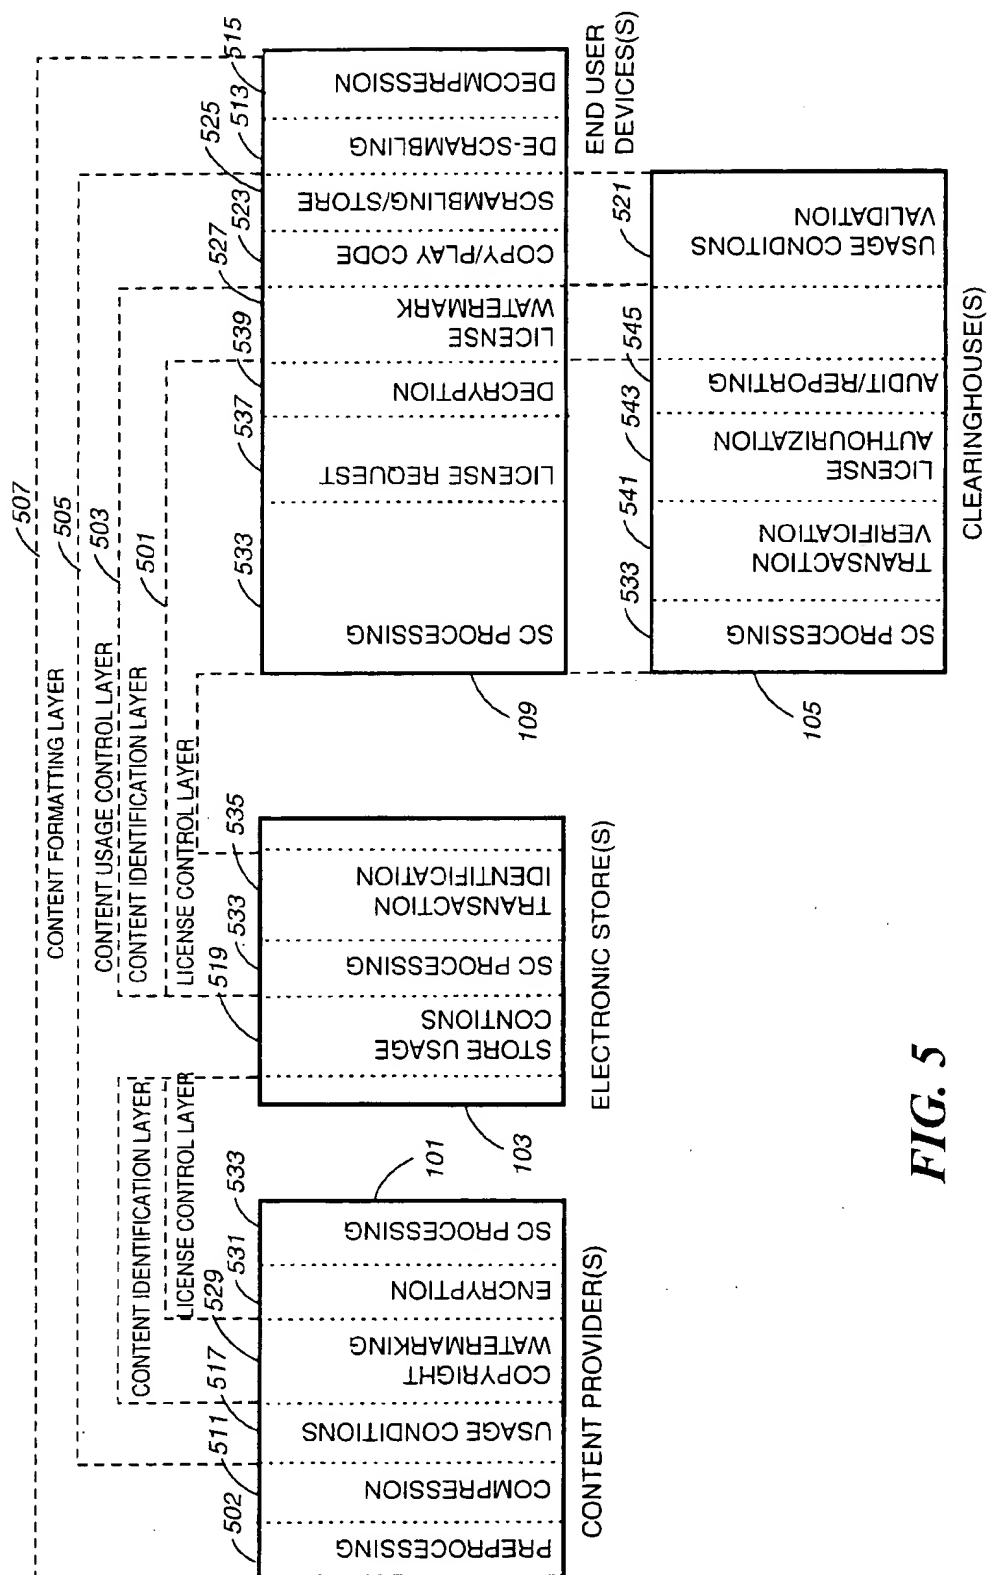 507
CONTENT FORMATTING LAYER
505
CONTENT USAGE CONTROL LAYER
503
CONTENT IDENTIFICATION LAYER
CONTENT IDENTIFICATION LAYER
501
LICENSE CONTROL LAYER
LICENSE CONTROL LAYER
502
511
517
529
531
533
PREPROCESSING
COMPRESSION
USAGE CONDITIONS
COPYRIGHT
WATERMARKING
ENCRYPTION
SC PROCESSING
101
CONTENT PROVIDER(S)
519
533
535
STORE USAGE
CONTIONS
SC PROCESSING
TRANSACTION
IDENTIFICATION
103
ELECTRONIC STORE(S)
533
537
539
527
523
525
513
515
SC PROCESSING
LICENSE REQUEST
DECRYPTION
LICENSE
WATERMARK
COPY/PLAY CODE
SCRAMBLING/STORE
DE-SCRAMBLING
DECOMPRESSION
109
END USER
DEVICES(S)
533
541
543
545
521
SC PROCESSING
TRANSACTION
VERIFICATION
LICENSE
AUTHOURIZATION
AUDIT/REPORTING
USAGE CONDITONS
VALIDATION
105
CLEARINGHOUSE(S)
FIG. 5